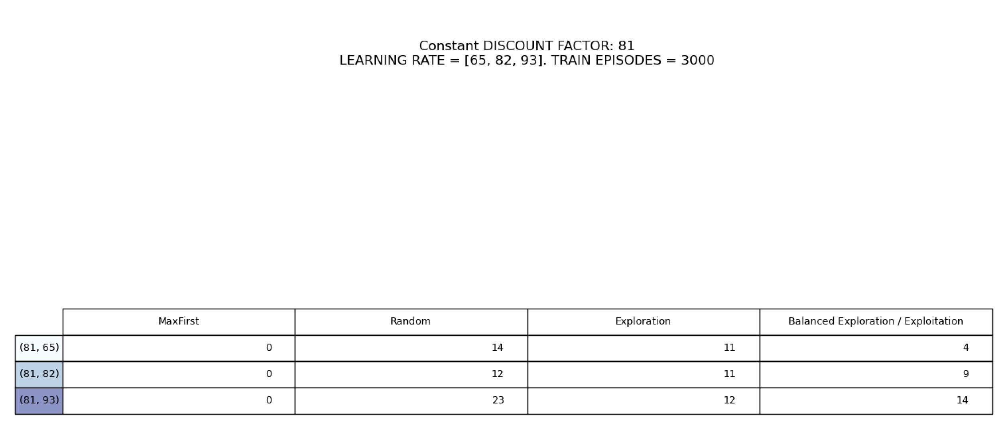 Constant DISCOUNT FACTOR: 81
LEARNING RATE = [65, 82, 93]. TRAIN EPISODES = 3000
MaxFirst Random Exploration Balanced Exploration / Exploitation
(81, 65) 0 14 11 4
(81, 82) 0 12 11 9
(81, 93) 0 23 12 14